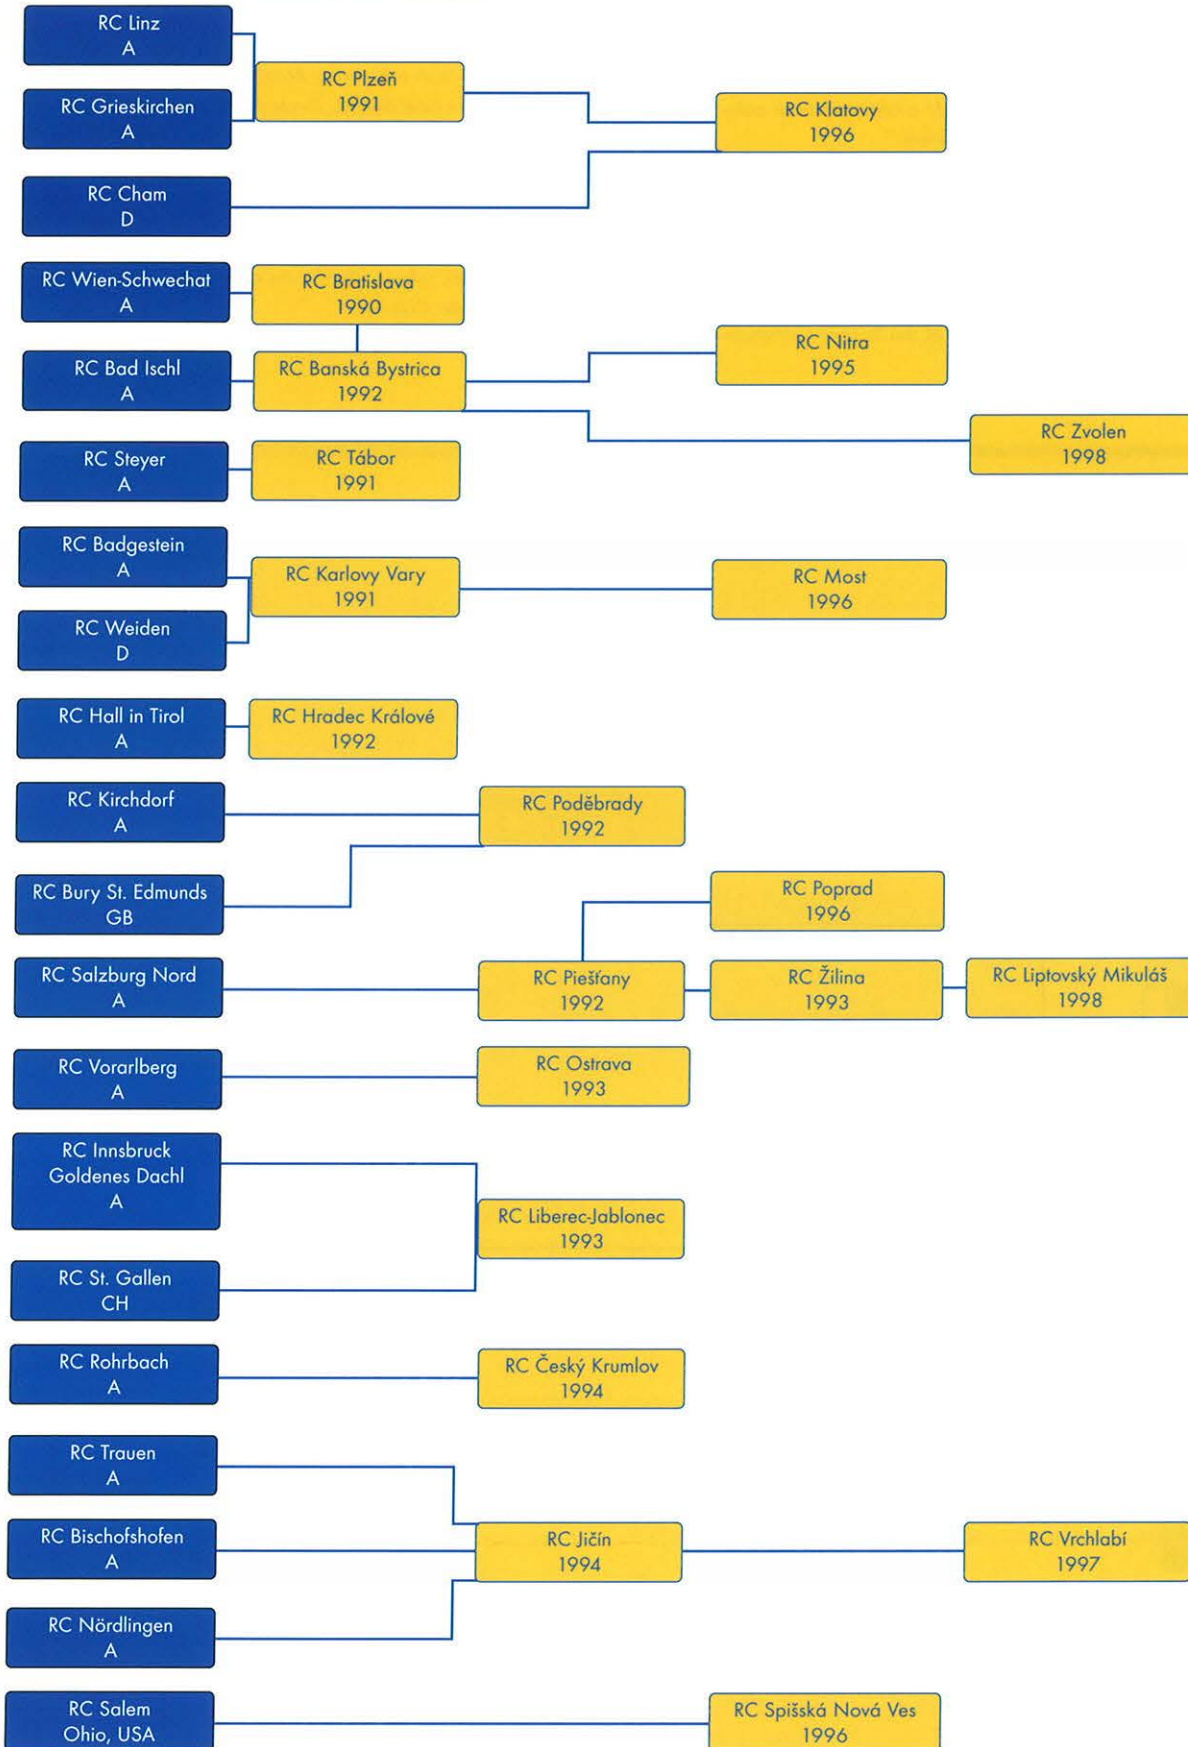 RC Linz
A
RC Grieskirchen
A
RC Plzeň
1991
RC Klatovy
1996
RC Cham
D
RC Wien-Schwechat
A
RC Bratislava
1990
RC Bad Ischl
A
RC Banská Bystrica
1992
RC Nitra
1995
RC Zvolen
1998
RC Steyer
A
RC Tábor
1991
RC Badgestein
A
RC Weiden
D
RC Karlovy Vary
1991
RC Most
1996
RC Hall in Tirol
A
RC Hradec Králové
1992
RC Kirchdorf
A
RC Poděbrady
1992
RC Bury St. Edmunds
GB
RC Poprad
1996
RC Salzburg Nord
A
RC Piešťany
1992
RC Žilina
1993
RC Liptovský Mikuláš
1998
RC Vorarlberg
A
RC Ostrava
1993
RC Innsbruck
Goldenes Dachl
A
RC Liberec-Jablonec
1993
RC St. Gallen
CH
RC Rohrbach
A
RC Český Krumlov
1994
RC Trauen
A
RC Bischofshofen
A
RC Jičín
1994
RC Vrchlabí
1997
RC Nördlingen
A
RC Salem
Ohio, USA
RC Spišská Nová Ves
1996